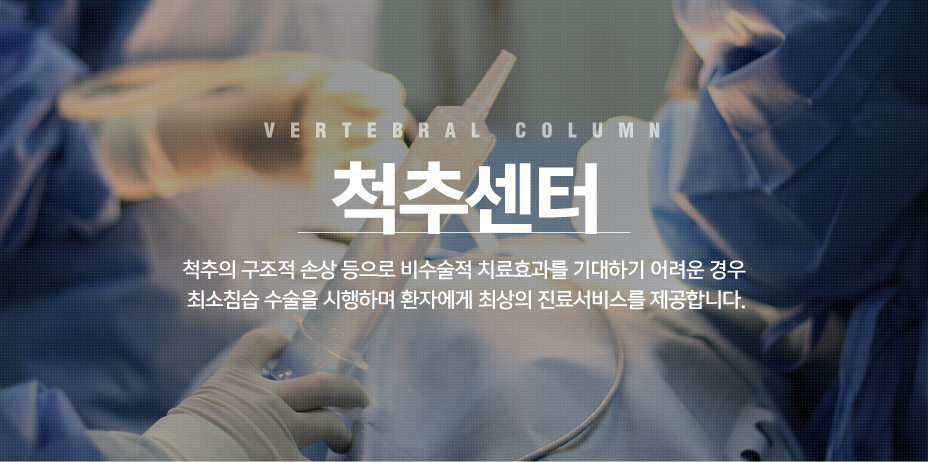 VERTEBRAL COLUMN
척추센터
척추의 구조적 손상 등으로 비수술적 치료효과를 기대하기 어려운 경우
최소침습 수술을 시행하며 환자에게 최상의 진료서비스를 제공합니다.